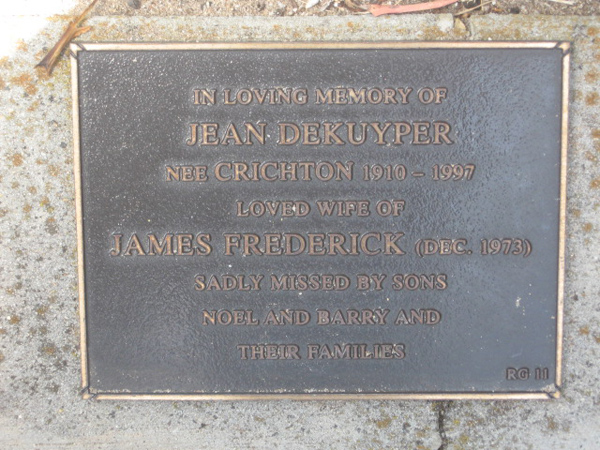 IN LOVING MEMORY OF
JEAN DEKUYPER
NEE CRICHTON 1910 – 1997
LOVED WIFE OF
JAMES FREDERICK (DEC. 1973)
SADLY MISSED BY SONS
NOEL AND BARRY AND
THEIR FAMILIES
RG 11